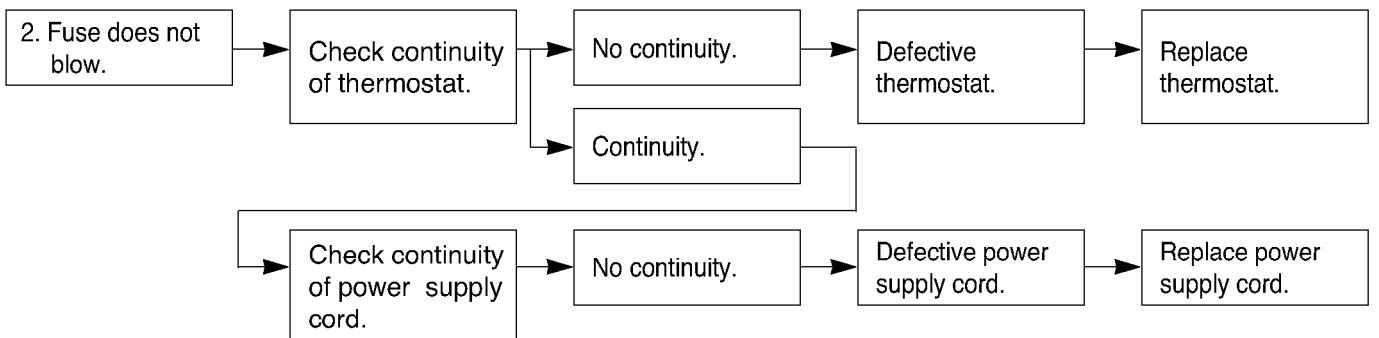 2. Fuse does not
blow.
Check continuity
of thermostat.
No continuity.
Defective
thermostat.
Replace
thermostat.
Continuity.
Check continuity
of power supply
cord.
No continuity.
Defective power
supply cord.
Replace power
supply cord.